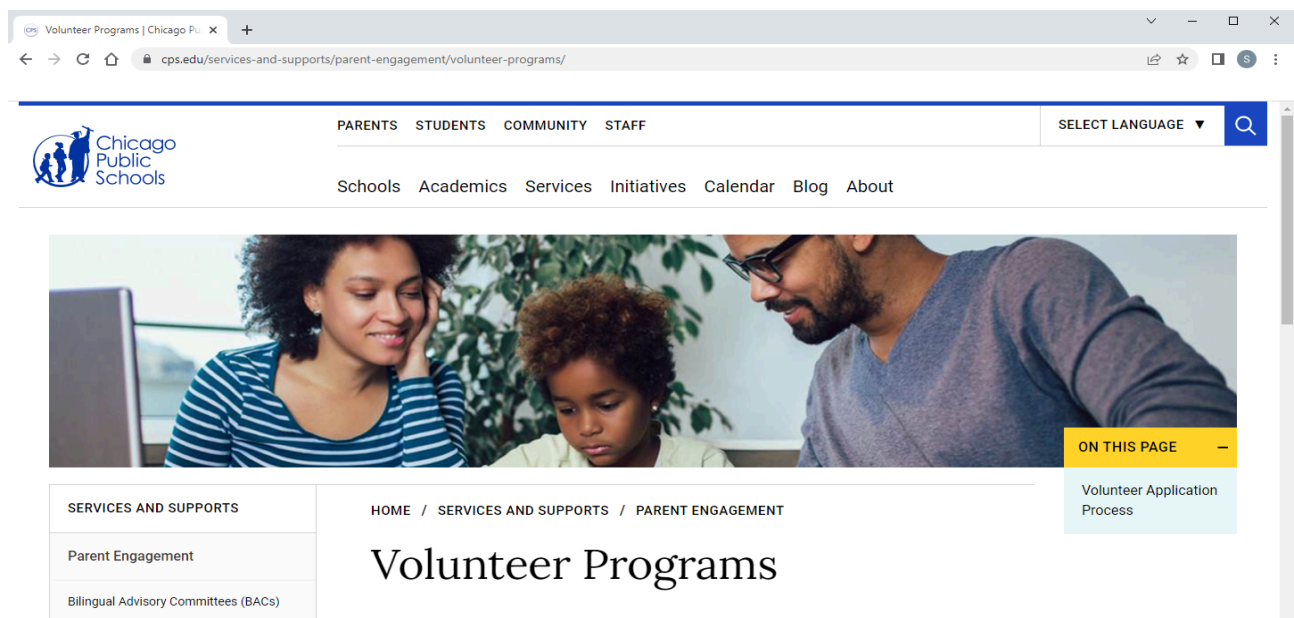 CPS Volunteer Programs | Chicago Pu
cps.edu/services-and-supports/parent-engagement/volunteer-programs/
S
Chicago
Public
Schools
PARENTS STUDENTS COMMUNITY STAFF
SELECT LANGUAGE
Schools Academics Services Initiatives Calendar Blog About
ON THIS PAGE
Volunteer Application
Process
SERVICES AND SUPPORTS
Parent Engagement
Bilingual Advisory Committees (BACs)
HOME / SERVICES AND SUPPORTS / PARENT ENGAGEMENT
Volunteer Programs